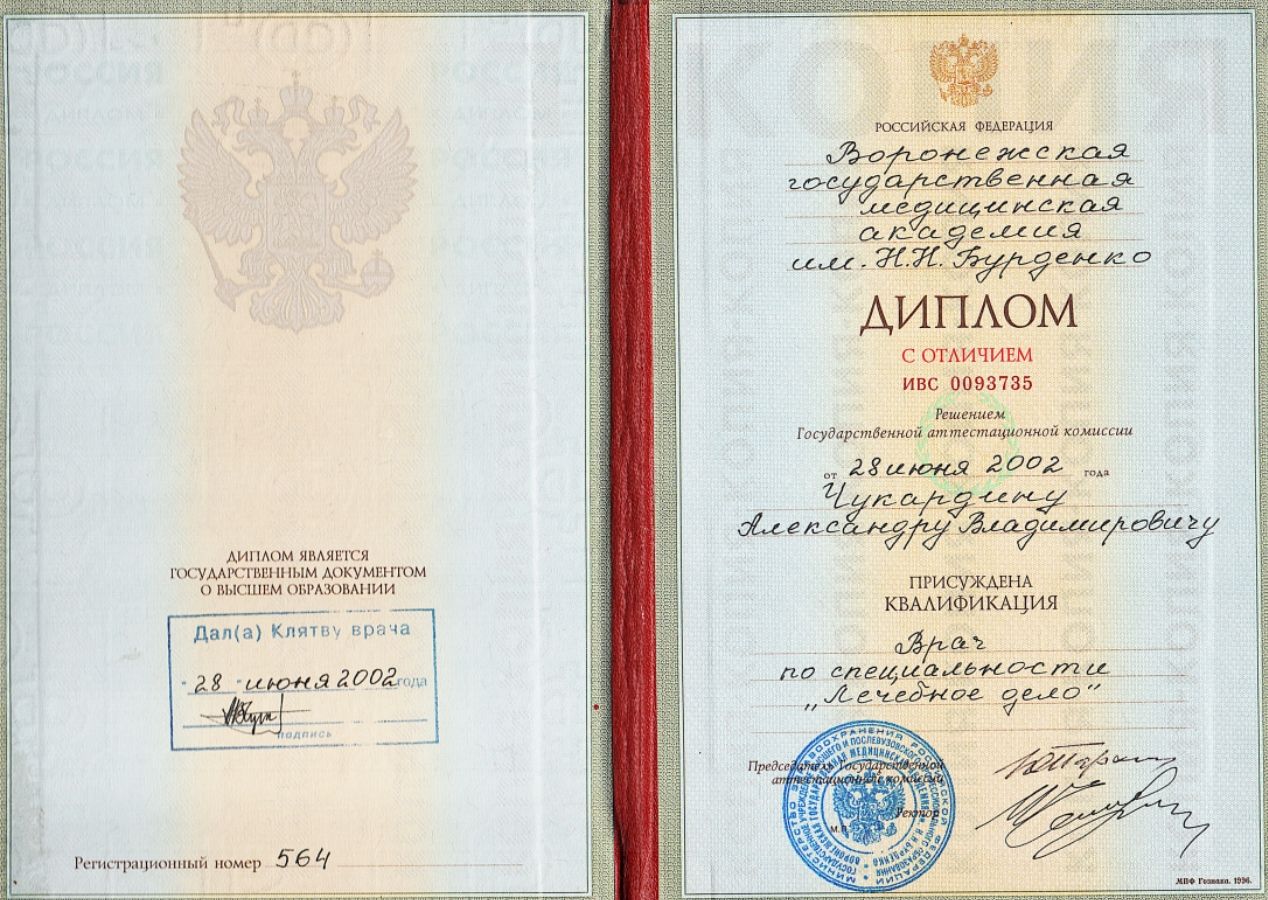 ДИПЛОМ ЯВЛЯЕТСЯ
ГОСУДАРСТВЕННЫМ ДОКУМЕНТОМ
О ВЫСШЕМ ОБРАЗОВАНИИ
Дал(а) Клятву врача
"28" июня 2002 года
подпись
Регистрационный номер 564
РОССИЙСКАЯ ФЕДЕРАЦИЯ
Воронежская
государственная
медицинская
академия
им. Н.Н. Бурденко
ДИПЛОМ
С ОТЛИЧИЕМ
ИВС 0093735
Решением
Государственной аттестационной комиссии
от 28 июня 2002 года
Чукардину
Александру Владимировичу
ПРИСУЖДЕНА
КВАЛИФИКАЦИЯ
Врач
по специальности
„Лечебное дело"
Председатель Государственной
аттестационной комиссии
Ректор
М.П.
МПФ Гознака. 1996.